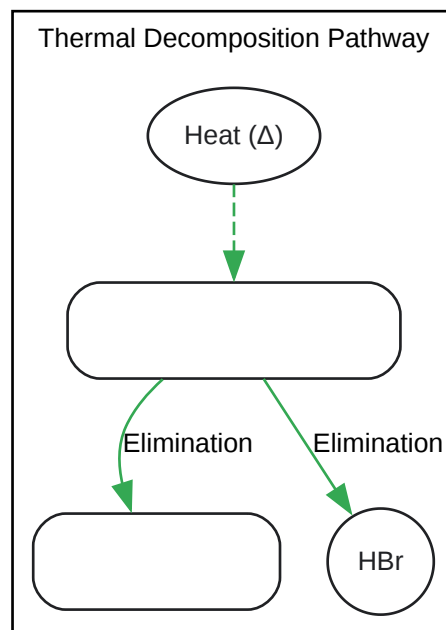 Thermal Decomposition Pathway
Heat (Δ)
Elimination
Elimination
HBr